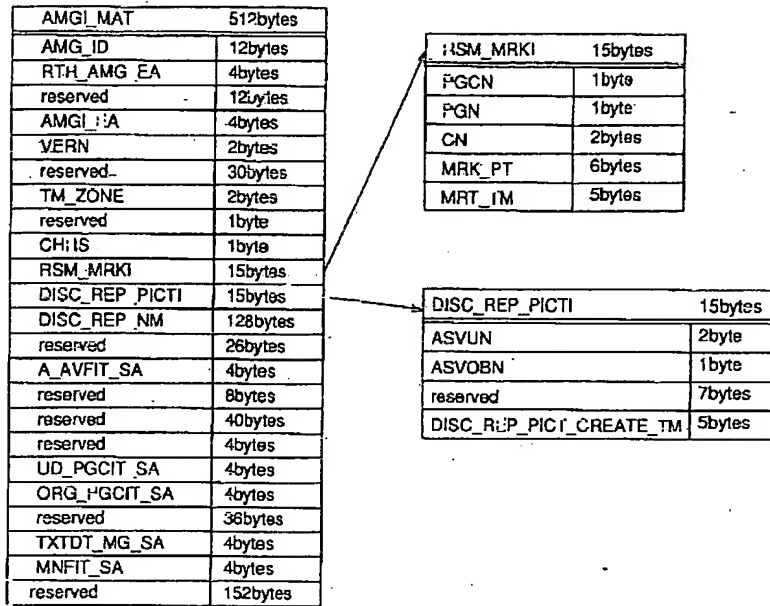 AMGI_MAT 512bytes
AMG_ID 12bytes
RTH_AMG_EA 4bytes
reserved 12bytes
4bytes
VERN 2bytes
reserved 30bytes
TM_ZONE 2bytes
reserved 1byte
1byte
RSM_MRKI 15bytes
DISC_REP_PICTI 15bytes
DISC_REP_NM 128bytes
reserved 26bytes
A_AVFIT_SA 4bytes
reserved 8bytes
reserved 40bytes
reserved 4bytes
UD_PGCIT_SA 4bytes
ORG_PGCIT_SA 4bytes
reserved 36bytes
TXTDT_MG_SA 4bytes
MNFIT_SA 4bytes
reserved 152bytes
RSM_MRKI 15bytes
PGCN 1byte
PGN 1byte
CN 2bytes
MRK_PT 6bytes
MRT_TM 5bytes
DISC_REP_PICTI 15bytes
ASVUN 2byte
ASVOBN 1byte
reserved 7bytes
DISC_REP_PICT_CREATE_TM 5bytes